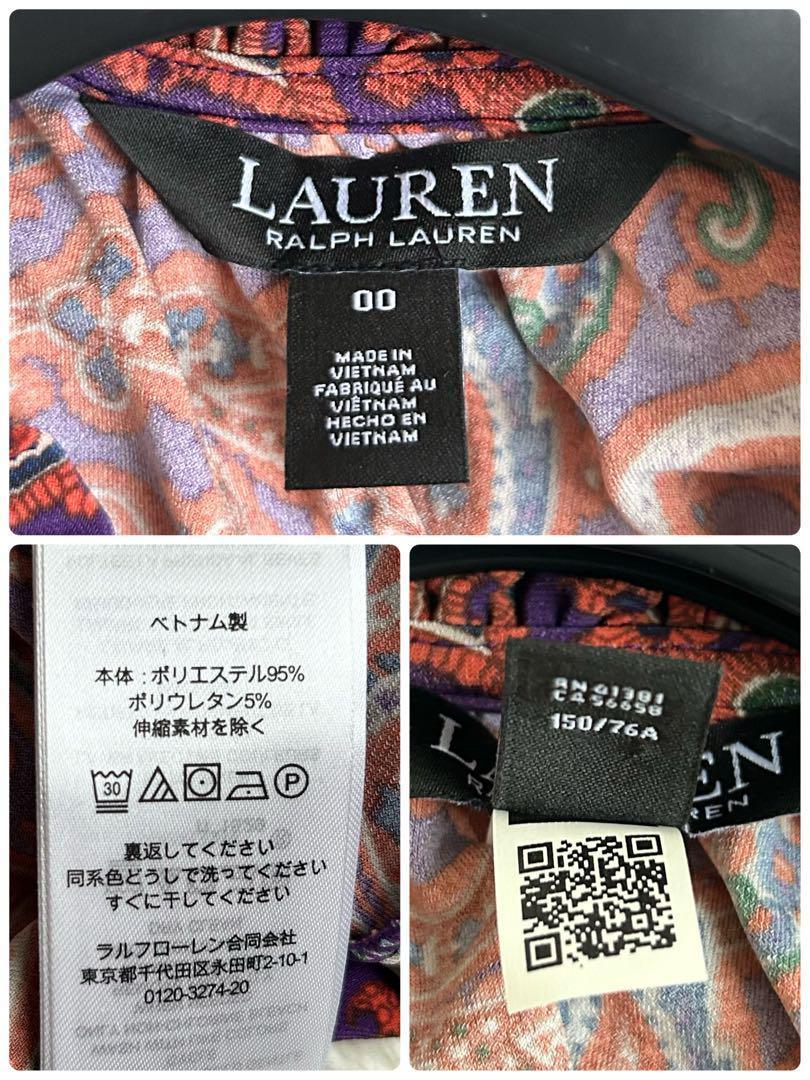 LAUREN
RALPH LAUREN
00
MADE IN
VIETNAM
FABRIQUÉ AU
VIÊTNAM
HECHO EN
VIETNAM
ベトナム製
本体 : ポリエステル95%
ポリウレタン5%
伸縮素材を除く
30
P
裏返してください
同系色どうしで洗ってください
すぐに干してください
ラルフローレン合同会社
東京都千代田区永田町2-10-1
0120-3274-20
RN 41381
CA 56658
150/76A
L
EN
REN